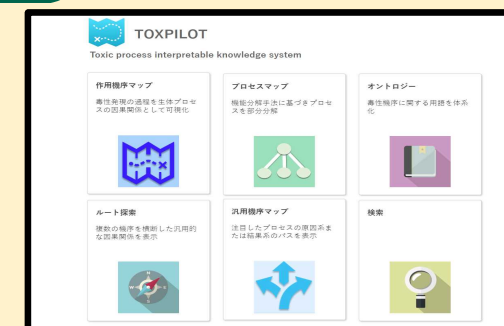 TOXPILOT
Toxic process interpretable knowledge system
作用機序マップ
毒性発現の過程を生体プロセ
スの因果関係として可視化
プロセスマップ
機能分解手法に基づきプロセ
スを部分分解
オントロジー
毒性機序に関する用語を体系
化
ルート探索
複数の機序を横断した汎用的
な因果関係を表示
汎用機序マップ
注目したプロセスの原因系ま
たは結果系のパスを表示
検索